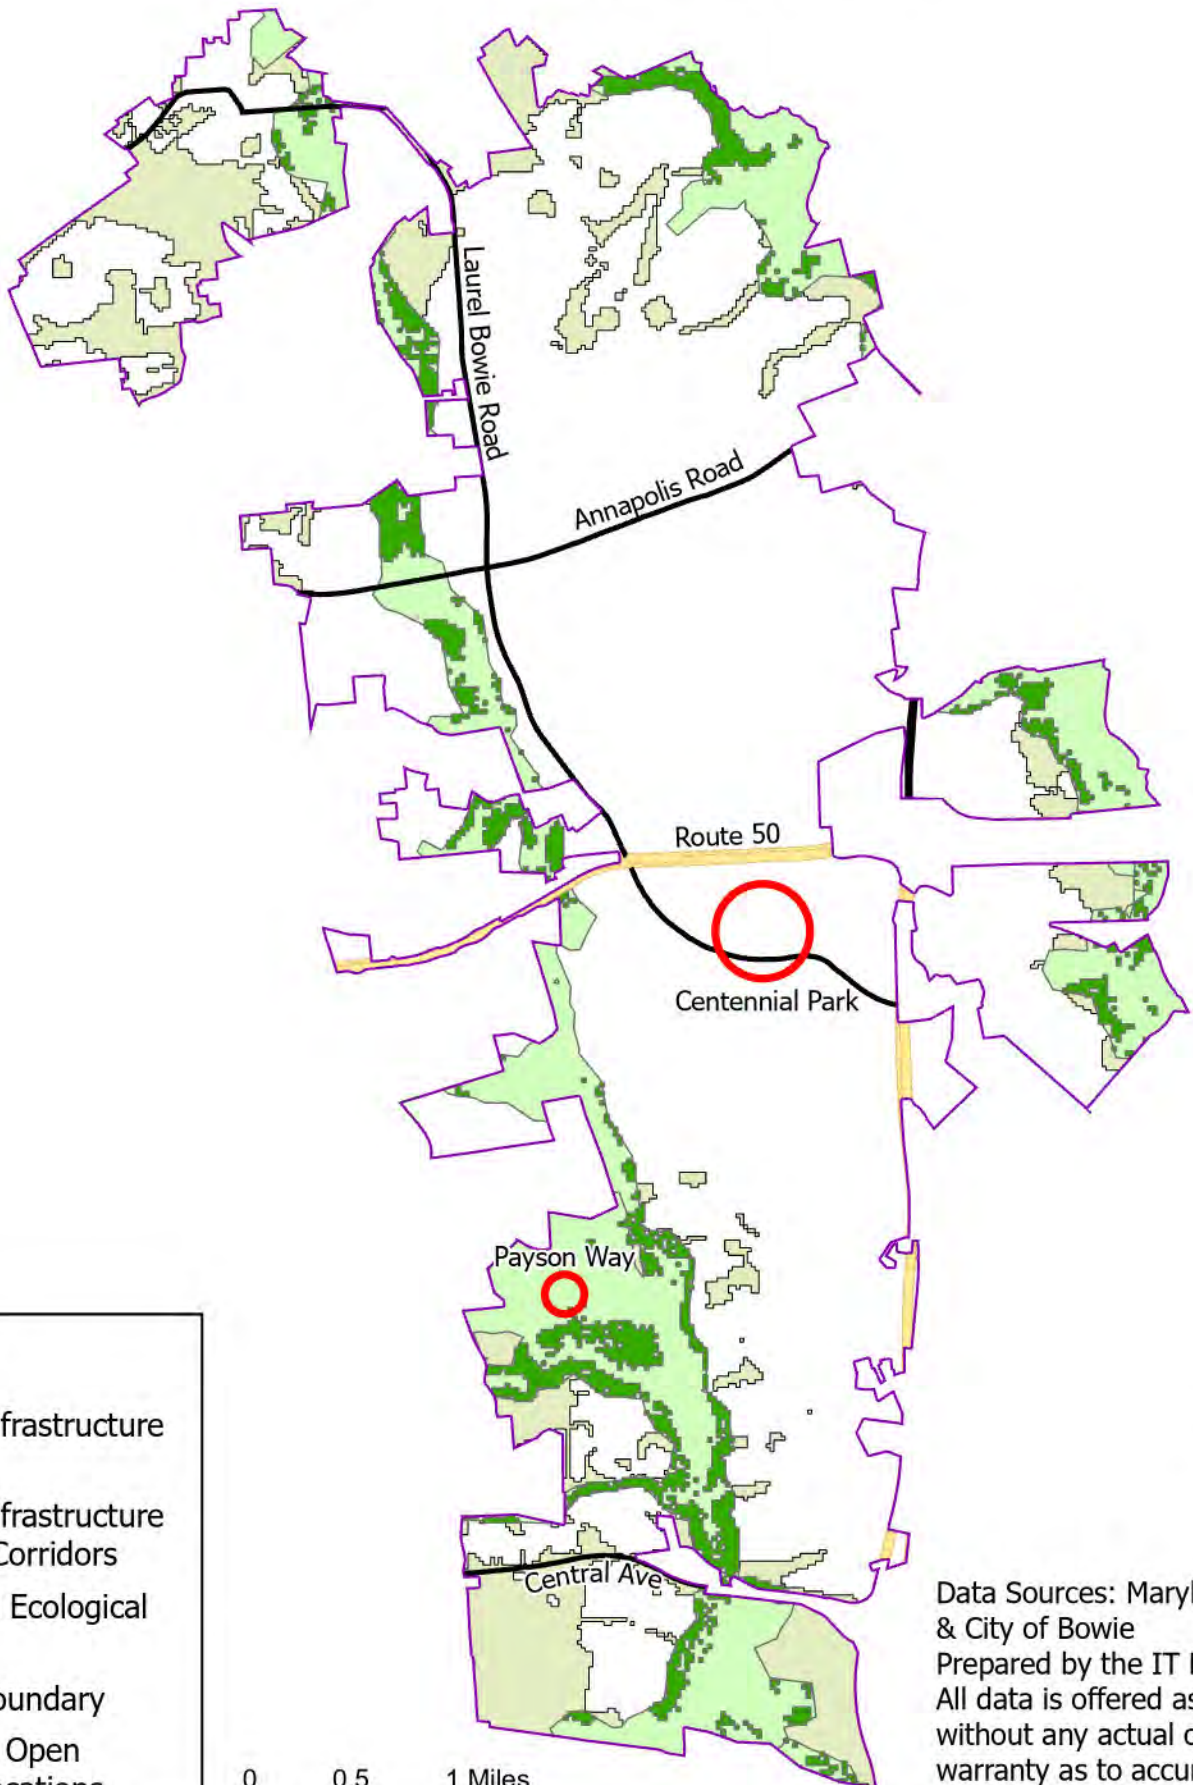 Laurel Bowie Road
Annapolis Road
Route 50
Centennial Park
Payson Way
Central Ave
frastructure
frastructure
Corridors
Ecological
oundary
Open
0 0.5 1 Miles
Data Sources: Maryl
& City of Bowie
Prepared by the IT
All data is offered as
without any actual o
warranty as to accur